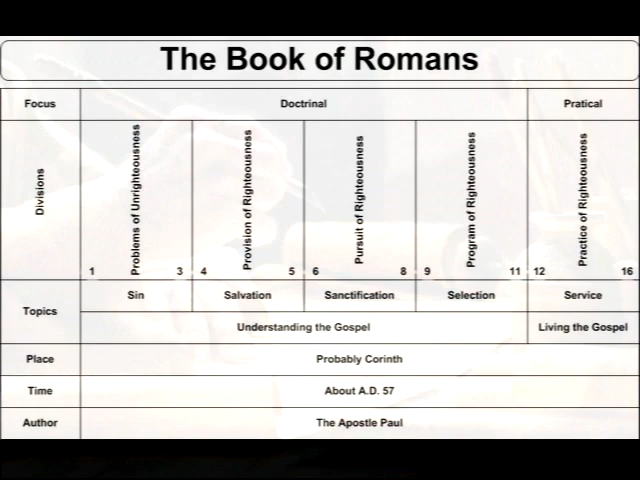 The Book of Romans
Focus Doctrinal Pratical
Divisions
Problems of Unrighteousness
Provision of Righteousness
Pursuit of Righteousness
Program of Righteousness
Practice of Righteousness
1 3 4 5 6 8 9 11 12 16
Topics
Sin Salvation Sanctification Selection Service
Understanding the Gospel Living the Gospel
Place Probably Corinth
Time About A.D. 57
Author The Apostle Paul